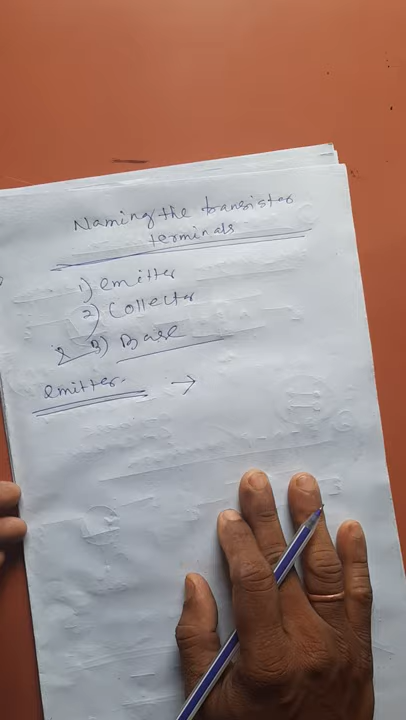 Naming the transistor
terminals
1) emitter
2) Collector
& 3) Base
emitter. →